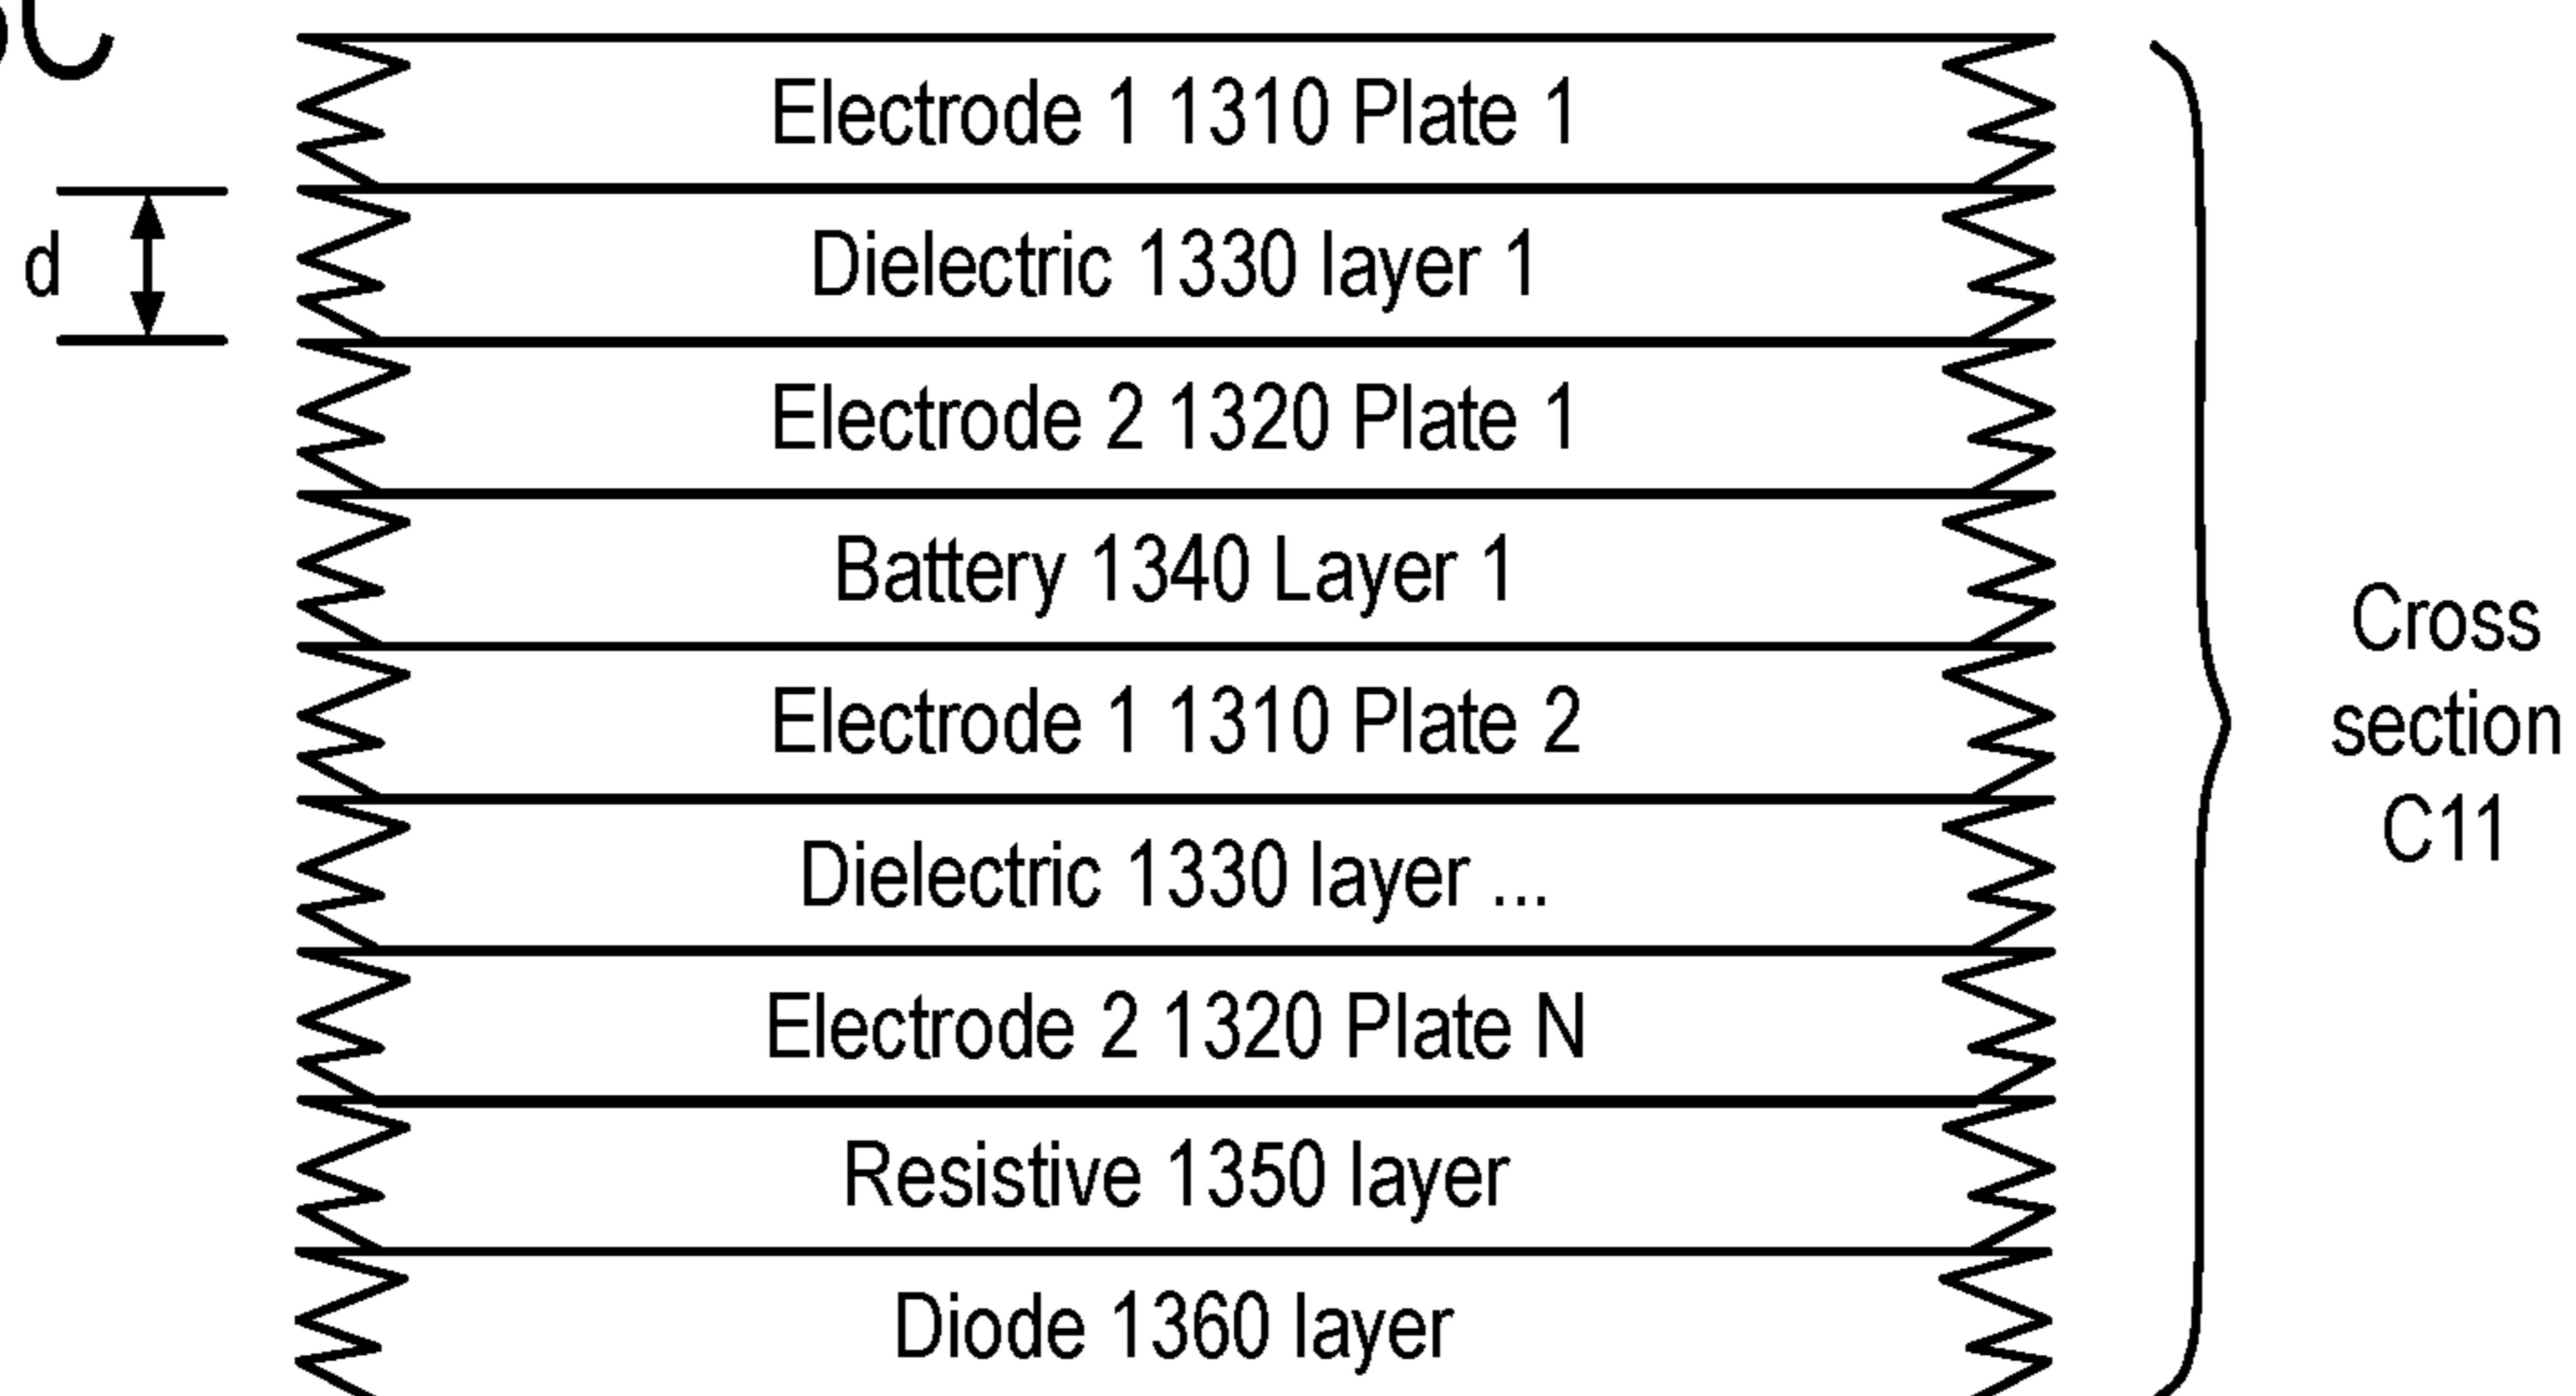 Electrode 1 1310 Plate 1
Dielectric 1330 layer 1
d
Electrode 2 1320 Plate 1
Battery 1340 Layer 1
Electrode 1 1310 Plate 2
Dielectric 1330 layer ...
Electrode 2 1320 Plate N
Resistive 1350 layer
Diode 1360 layer
Cross
section
C11